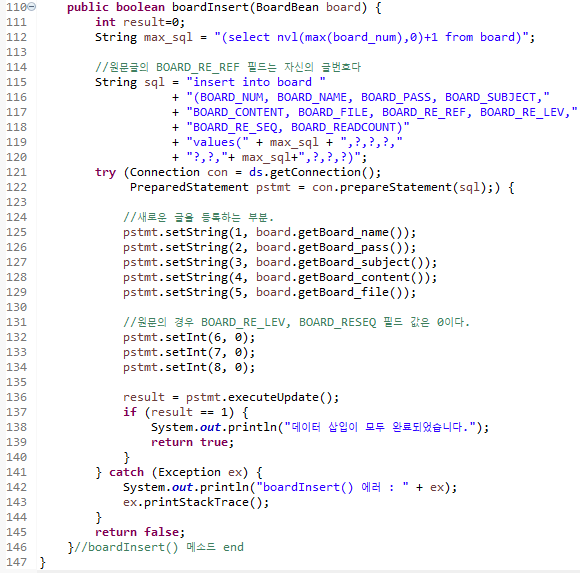 110 public boolean boardInsert(BoardBean board) {
111 int result=0;
112 String max_sql = "(select nvl(max(board_num),0)+1 from board)";
113
114 //원문글의 BOARD_RE_REF 필드는 자신의 글번호다
115 String sql = "insert into board "
116 + "(BOARD_NUM, BOARD_NAME, BOARD_PASS, BOARD_SUBJECT,"
117 + "BOARD_CONTENT, BOARD_FILE, BOARD_RE_REF, BOARD_RE_LEV,"
118 + "BOARD_RE_SEQ, BOARD_READCOUNT)"
119 + "values(" + max_sql + ",?,?,?,"
120 + "?,?,"+ max_sql+",?,?,?)";
121 try (Connection con = ds.getConnection();
122 PreparedStatement pstmt = con.prepareStatement(sql);) {
123
124 //새로운 글을 등록하는 부분.
125 pstmt.setString(1, board.getBoard_name());
126 pstmt.setString(2, board.getBoard_pass());
127 pstmt.setString(3, board.getBoard_subject());
128 pstmt.setString(4, board.getBoard_content());
129 pstmt.setString(5, board.getBoard_file());
130
131 //원문의 경우 BOARD_RE_LEV, BOARD_RESEQ 필드 값은 0이다.
132 pstmt.setInt(6, 0);
133 pstmt.setInt(7, 0);
134 pstmt.setInt(8, 0);
135
136 result = pstmt.executeUpdate();
137 if (result == 1) {
138 System.out.println("데이터 삽입이 모두 완료되었습니다.");
139 return true;
140 }
141 } catch (Exception ex) {
142 System.out.println("boardInsert() 에러 : " + ex);
143 ex.printStackTrace();
144 }
145 return false;
146 }//boardInsert() 메소드 end
147 }